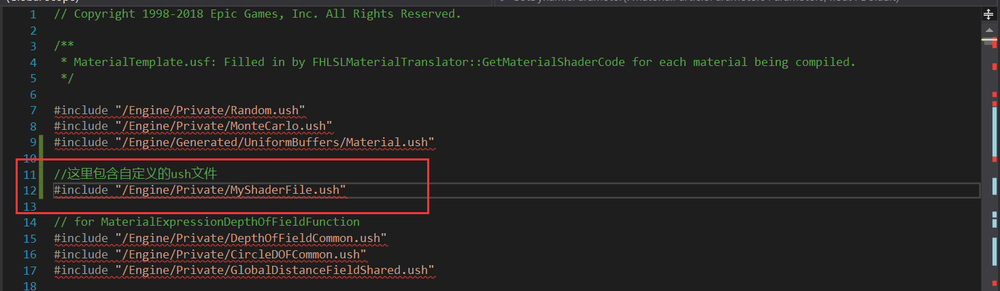 1 // Copyright 1998-2018 Epic Games, Inc. All Rights Reserved.
2
3 /**
4 * MaterialTemplate.usf: Filled in by FHLSLMaterialTranslator::GetMaterialShaderCode for each material being compiled.
5 */
6
7 #include "/Engine/Private/Random.ush"
8 #include "/Engine/Private/MonteCarlo.ush"
9 #include "/Engine/Generated/UniformBuffers/Material.ush"
10
11 //这里包含自定义的ush文件
12 #include "/Engine/Private/MyShaderFile.ush"
13
14 // for MaterialExpressionDepthOfFieldFunction
15 #include "/Engine/Private/DepthOfFieldCommon.ush"
16 #include "/Engine/Private/CircleDOFCommon.ush"
17 #include "/Engine/Private/GlobalDistanceFieldShared.ush"
18